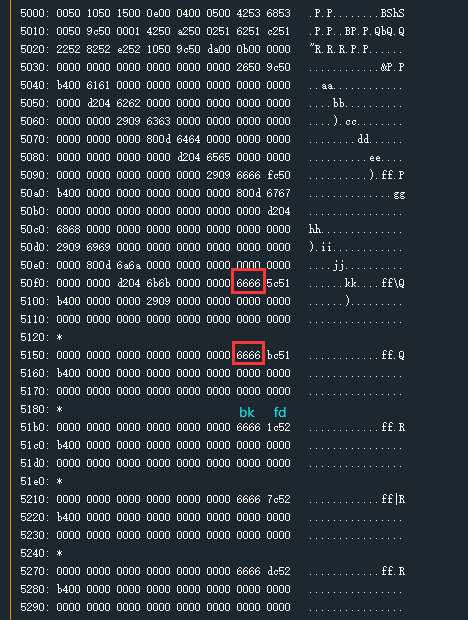 5000: 0050 1050 1500 0e00 0400 0500 4253 6853 .P.P........BShS
5010: 0050 9c50 0001 4250 a250 0251 6251 c251 .P.P..BP.P.QbQ.Q
5020: 2252 8252 e252 1050 9c50 da00 0b00 0000 "R.R.R.P.P......
5030: 0000 0000 0000 0000 0000 0000 2650 9c50 ............&P.P
5040: b400 6161 0000 0000 0000 0000 0000 0000 ..aa............
5050: 0000 d204 6262 0000 0000 0000 0000 0000 ....bb..........
5060: 0000 0000 2909 6363 0000 0000 0000 0000 ....).cc........
5070: 0000 0000 0000 800d 6464 0000 0000 0000 ........dd......
5080: 0000 0000 0000 0000 d204 6565 0000 0000 ..........ee....
5090: 0000 0000 0000 0000 0000 2909 6666 fc50 ..........).ff.P
50a0: b400 0000 0000 0000 0000 0000 800d 6767 ..............gg
50b0: 0000 0000 0000 0000 0000 0000 0000 d204 ................
50c0: 6868 0000 0000 0000 0000 0000 0000 0000 hh..............
50d0: 2909 6969 0000 0000 0000 0000 0000 0000 ).ii............
50e0: 0000 800d 6a6a 0000 0000 0000 0000 0000 ....jj..........
50f0: 0000 0000 d204 6b6b 0000 0000 6666 5c51 ......kk....ff\Q
5100: b400 0000 0000 2909 0000 0000 0000 0000 ......).........
5110: 0000 0000 0000 0000 0000 0000 0000 0000 ................
5120: *
5150: 0000 0000 0000 0000 0000 0000 6666 bc51 ............ff.Q
5160: b400 0000 0000 0000 0000 0000 0000 0000 ................
5170: 0000 0000 0000 0000 0000 0000 0000 0000 ................
5180: *
bk fd
51b0: 0000 0000 0000 0000 0000 0000 6666 1c52 ............ff.R
51c0: b400 0000 0000 0000 0000 0000 0000 0000 ................
51d0: 0000 0000 0000 0000 0000 0000 0000 0000 ................
51e0: *
5210: 0000 0000 0000 0000 0000 0000 6666 7c52 ............ff|R
5220: b400 0000 0000 0000 0000 0000 0000 0000 ................
5230: 0000 0000 0000 0000 0000 0000 0000 0000 ................
5240: *
5270: 0000 0000 0000 0000 0000 0000 6666 dc52 ............ff.R
5280: b400 0000 0000 0000 0000 0000 0000 0000 ................
5290: 0000 0000 0000 0000 0000 0000 0000 0000 ................